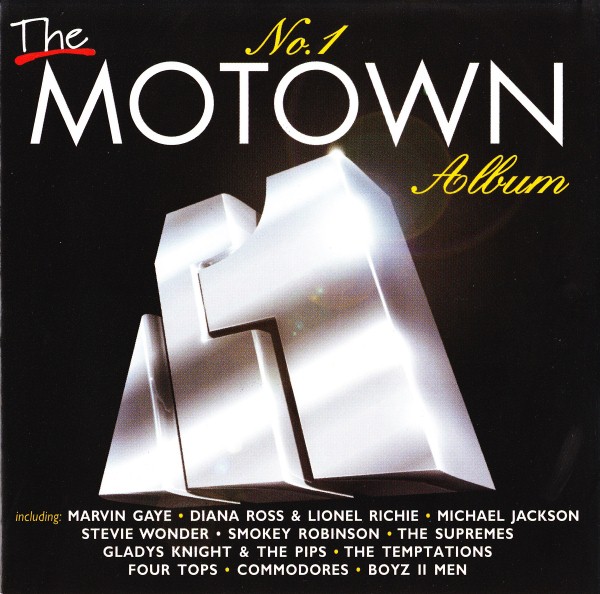 The No.1
MOTOWN
Album
including: MARVIN GAYE • DIANA ROSS & LIONEL RICHIE • MICHAEL JACKSON
STEVIE WONDER • SMOKEY ROBINSON • THE SUPREMES
GLADYS KNIGHT & THE PIPS • THE TEMPTATIONS
FOUR TOPS • COMMODORES • BOYZ II MEN